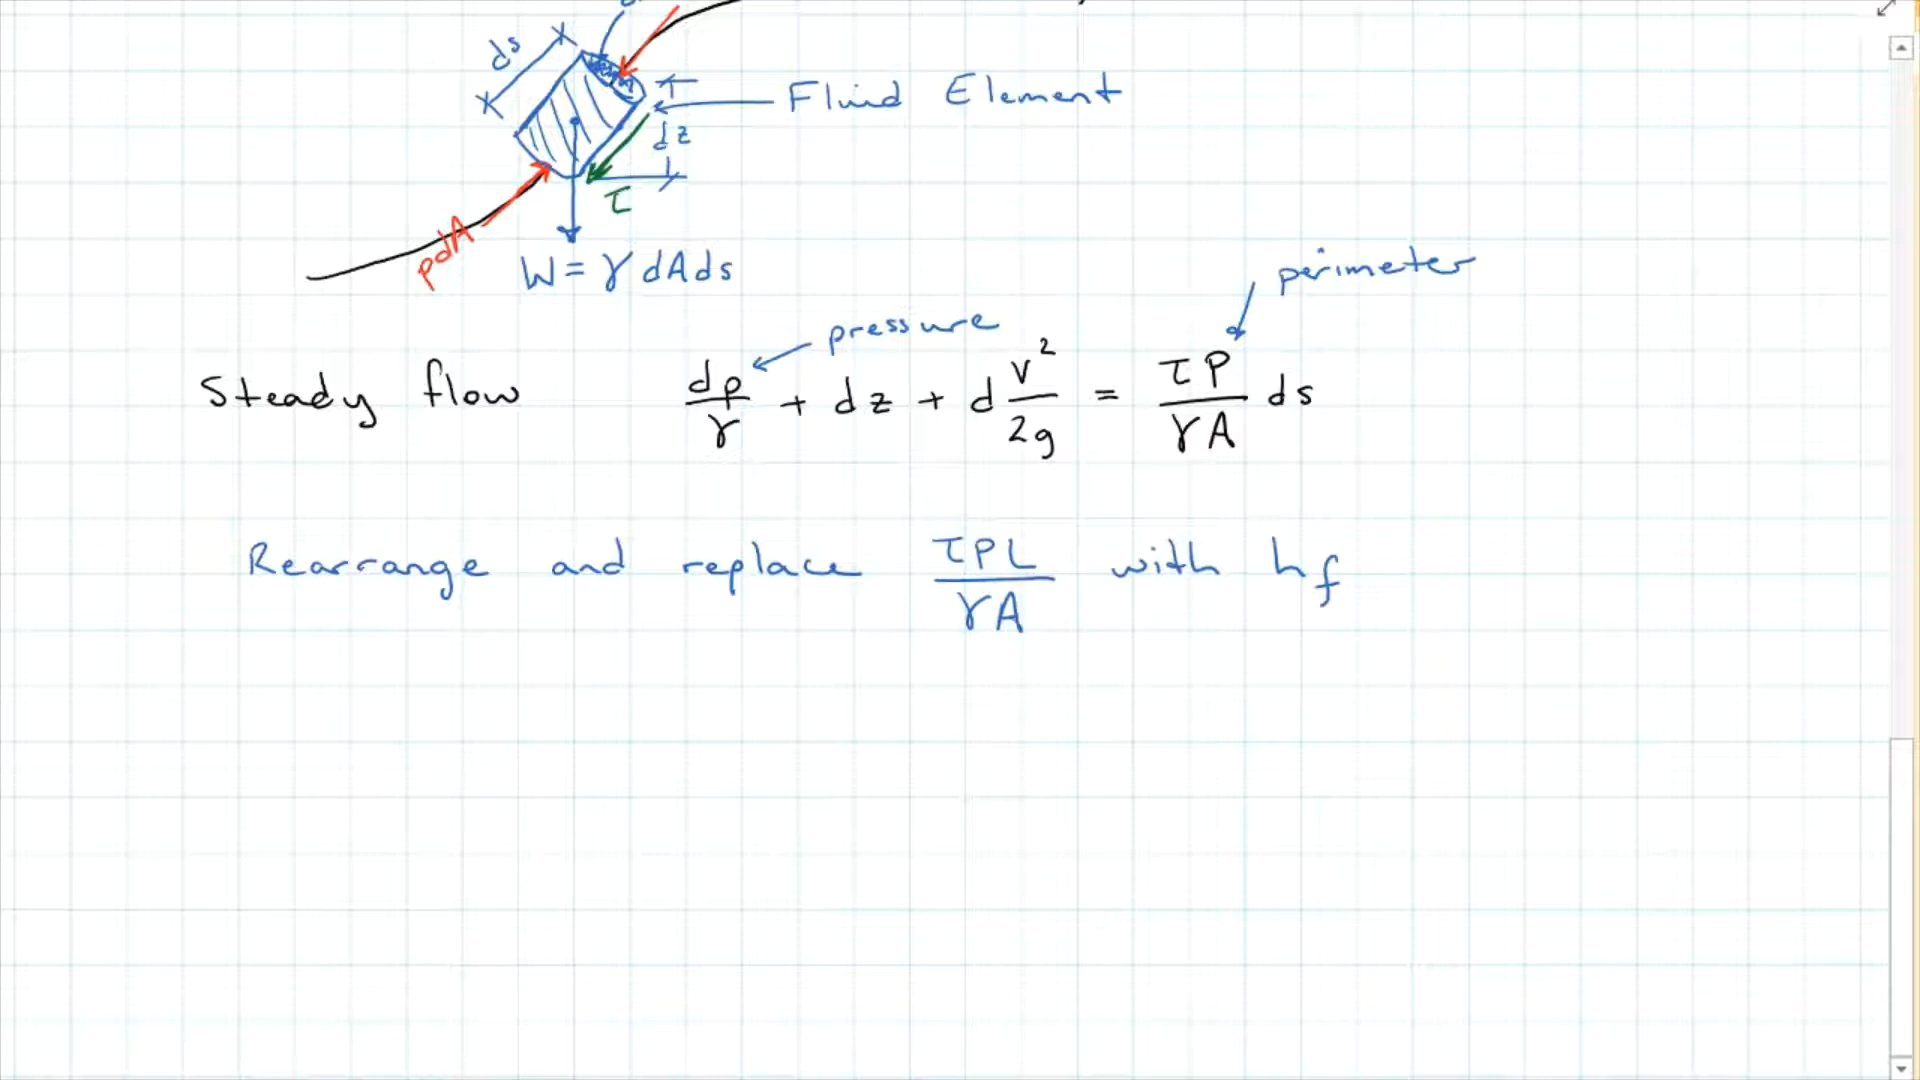 ds
Fluid Element
dz
τ
pdA
W = γ dA ds
perimeter
pressure
Steady flow dp/γ + dz + d v²/2g = τP/γA ds
Rearrange and replace τPL/γA with hf